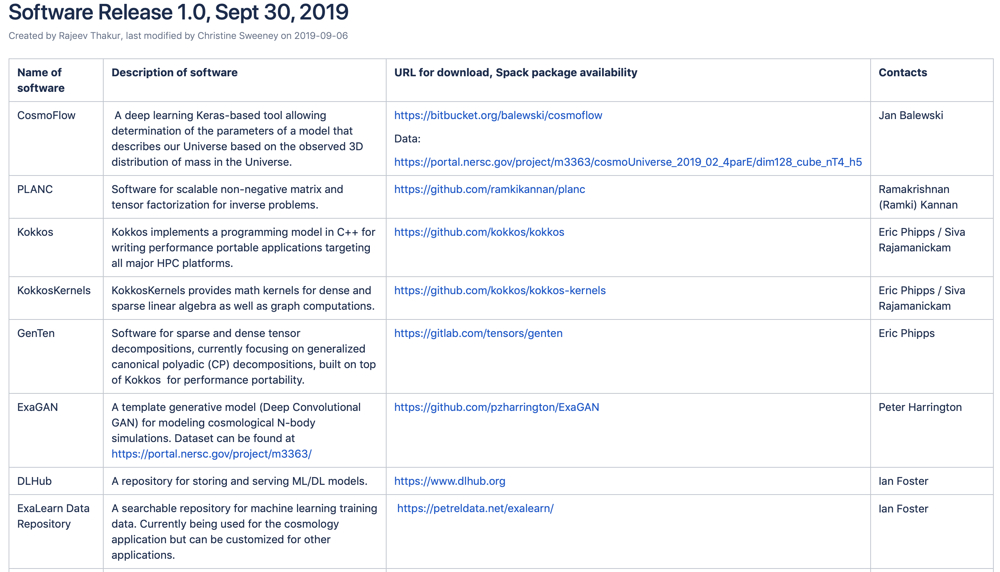 Software Release 1.0, Sept 30, 2019
Created by Rajeev Thakur, last modified by Christine Sweeney on 2019-09-06
Name of
software
Description of software
URL for download, Spack package availability
Contacts
CosmoFlow
A deep learning Keras-based tool allowing
determination of the parameters of a model that
describes our Universe based on the observed 3D
distribution of mass in the Universe.
https://bitbucket.org/balewski/cosmoflow
Data:
https://portal.nersc.gov/project/m3363/cosmoUniverse_2019_02_4parE/dim128_cube_nT4_h5
Jan Balewski
PLANC
Software for scalable non-negative matrix and
tensor factorization for inverse problems.
https://github.com/ramkikannan/planc
Ramakrishnan
(Ramki) Kannan
Kokkos
Kokkos implements a programming model in C++ for
writing performance portable applications targeting
all major HPC platforms.
https://github.com/kokkos/kokkos
Eric Phipps / Siva
Rajamanickam
KokkosKernels
KokkosKernels provides math kernels for dense and
sparse linear algebra as well as graph computations.
https://github.com/kokkos/kokkos-kernels
Eric Phipps / Siva
Rajamanickam
GenTen
Software for sparse and dense tensor
decompositions, currently focusing on generalized
canonical polyadic (CP) decompositions, built on top
of Kokkos  for performance portability.
https://gitlab.com/tensors/genten
Eric Phipps
ExaGAN
A template generative model (Deep Convolutional
GAN) for modeling cosmological N-body
simulations. Dataset can be found at
https://portal.nersc.gov/project/m3363/
https://github.com/pzharrington/ExaGAN
Peter Harrington
DLHub
A repository for storing and serving ML/DL models.
https://www.dlhub.org
Ian Foster
ExaLearn Data
Repository
A searchable repository for machine learning training
data. Currently being used for the cosmology
application but can be customized for other
applications.
https://petreldata.net/exalearn/
Ian Foster